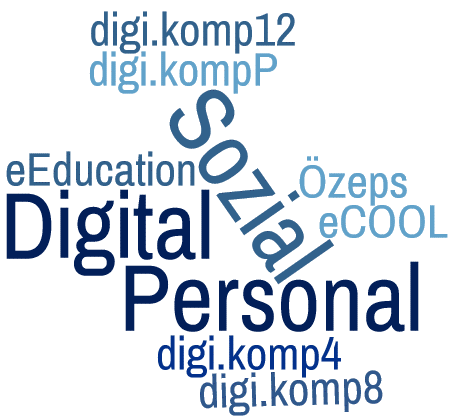 digi.komp12
digi.kompP
Sozial
eEducation
Özeps
eCOOL
Digital
Personal
digi.komp4
digi.komp8